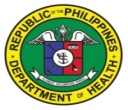 REPUBLIC OF THE PHILIPPINES
DEPARTMENT OF HEALTH